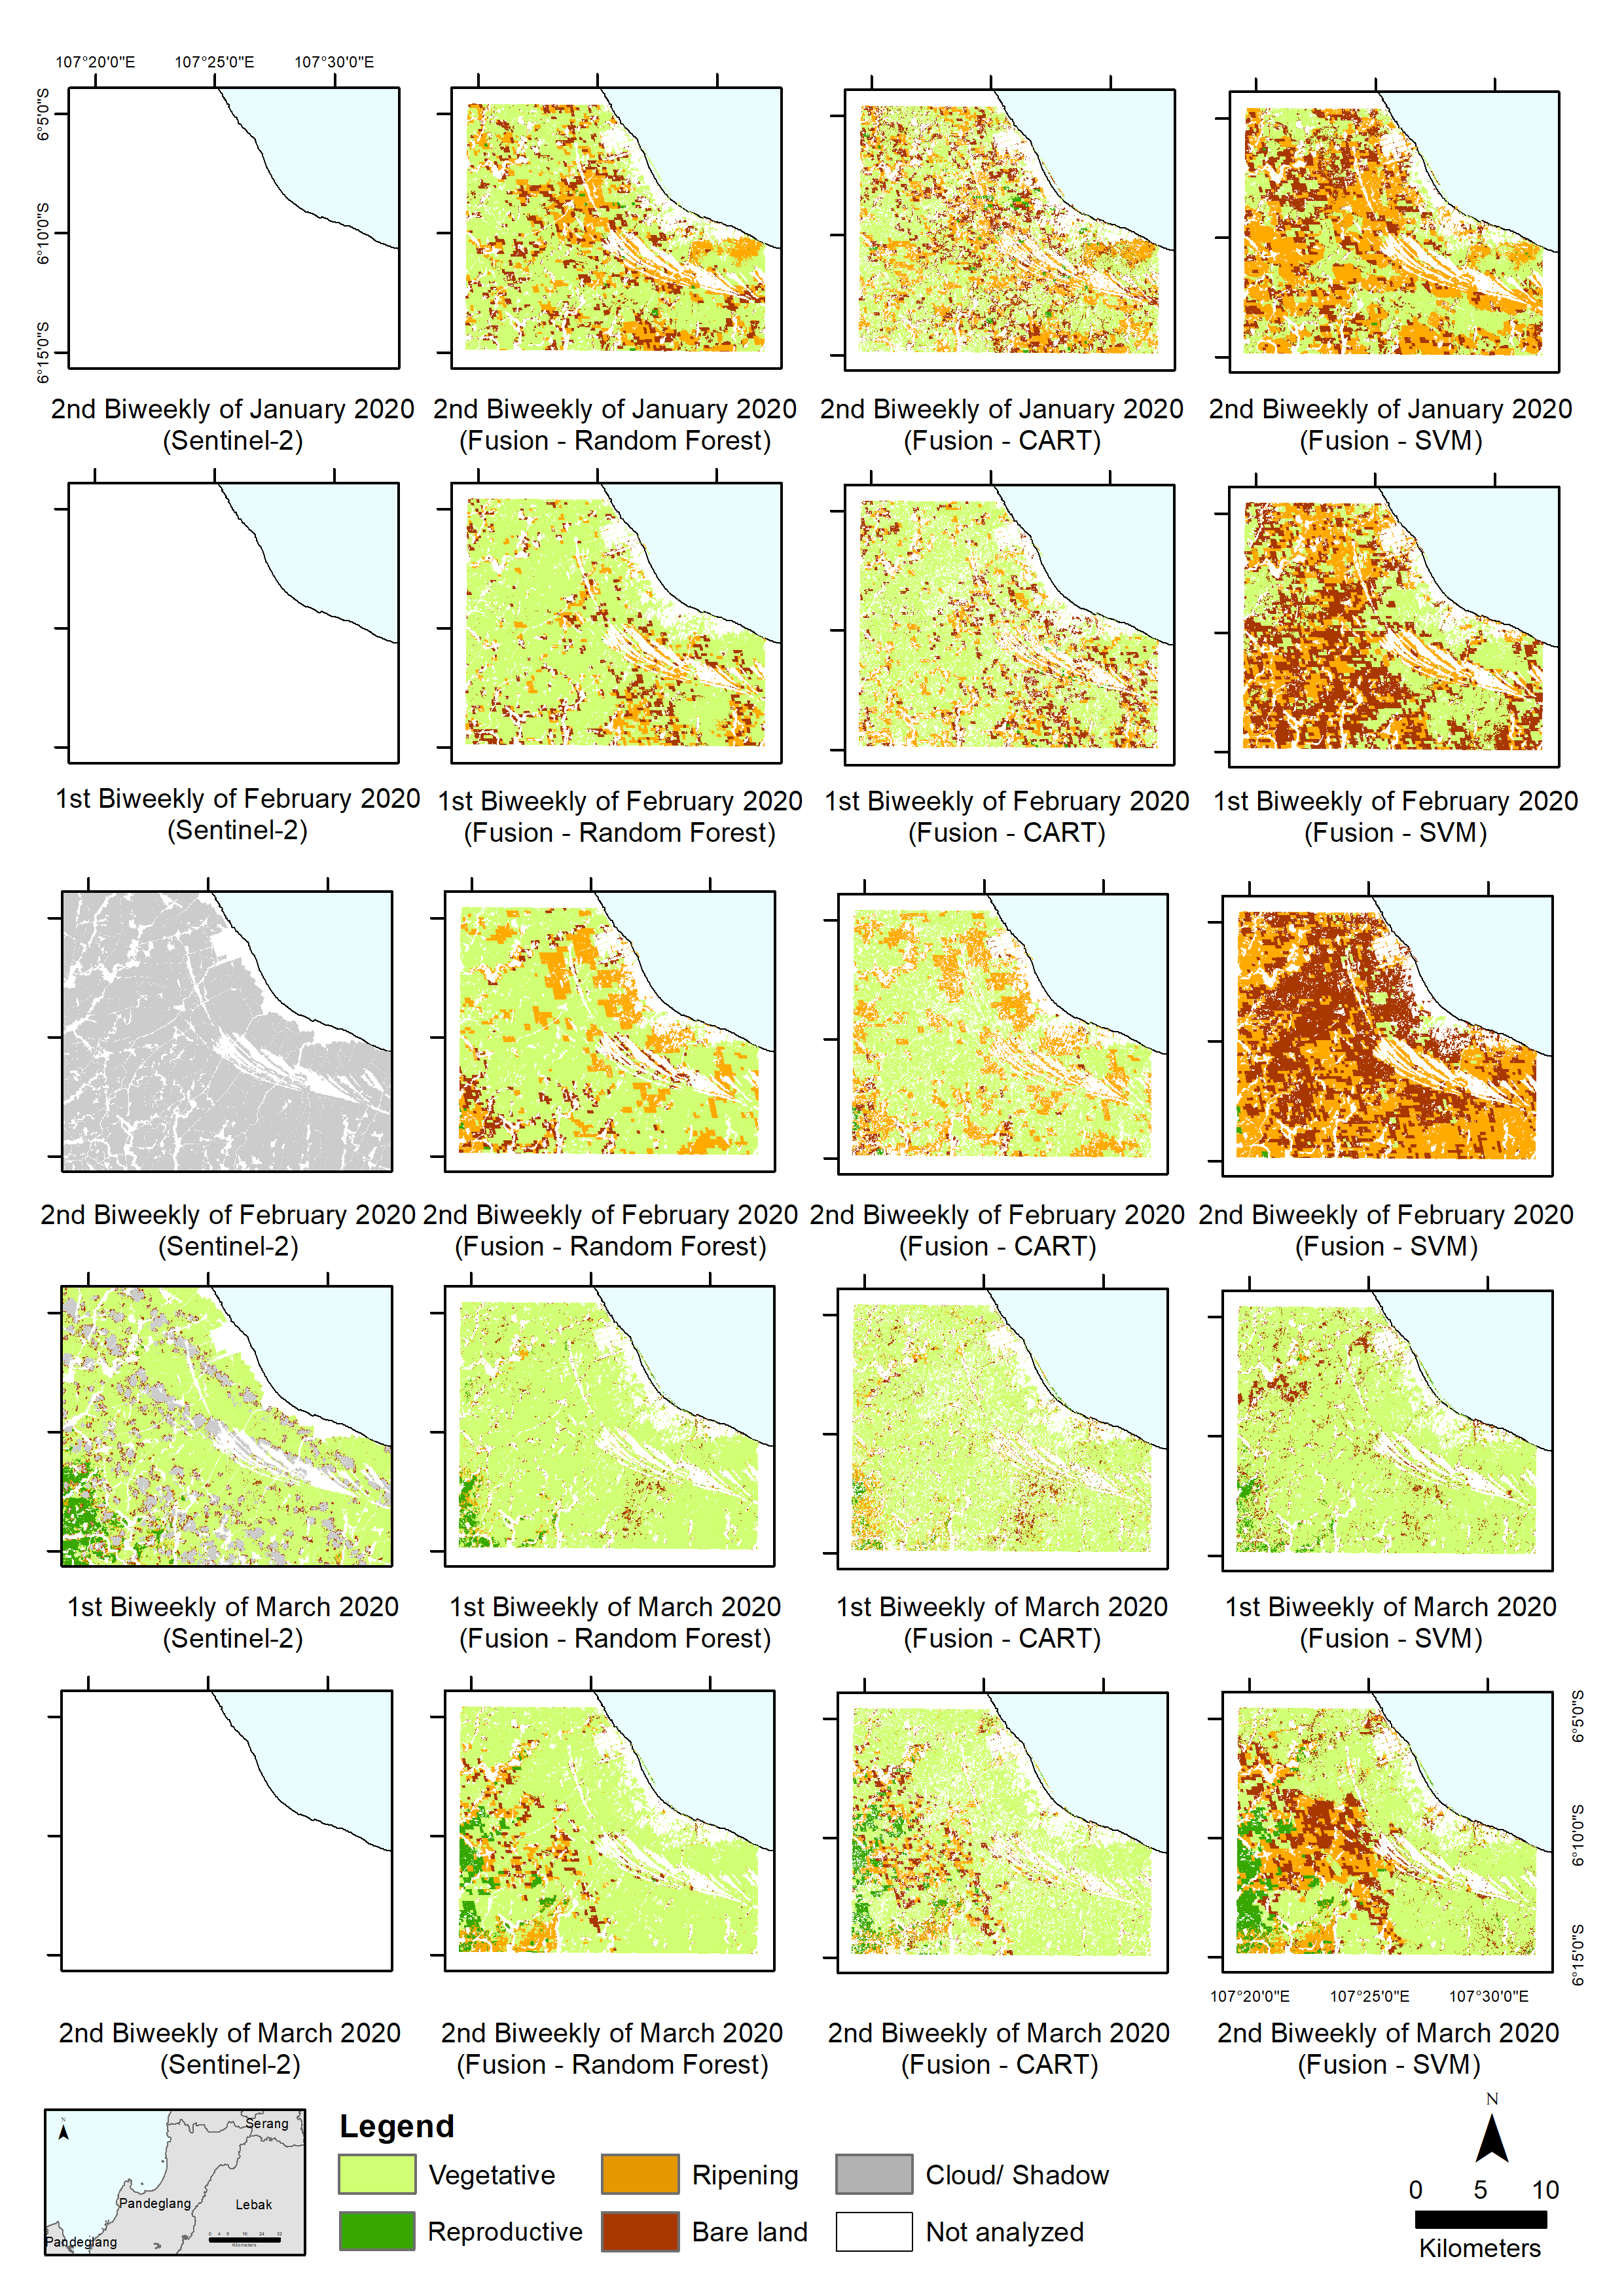 107°20'0"E 107°25'0"E 107°30'0"E
6°5'0"S
6°10'0"S
6°15'0"S
2nd Biweekly of January 2020
(Sentinel-2)
2nd Biweekly of January 2020
(Fusion - Random Forest)
2nd Biweekly of January 2020
(Fusion - CART)
2nd Biweekly of January 2020
(Fusion - SVM)
1st Biweekly of February 2020
(Sentinel-2)
1st Biweekly of February 2020
(Fusion - Random Forest)
1st Biweekly of February 2020
(Fusion - CART)
1st Biweekly of February 2020
(Fusion - SVM)
2nd Biweekly of February 2020
(Sentinel-2)
2nd Biweekly of February 2020
(Fusion - Random Forest)
2nd Biweekly of February 2020
(Fusion - CART)
2nd Biweekly of February 2020
(Fusion - SVM)
1st Biweekly of March 2020
(Sentinel-2)
1st Biweekly of March 2020
(Fusion - Random Forest)
1st Biweekly of March 2020
(Fusion - CART)
1st Biweekly of March 2020
(Fusion - SVM)
6°5'0"S
6°10'0"S
6°15'0"S
107°20'0"E 107°25'0"E 107°30'0"E
2nd Biweekly of March 2020
(Sentinel-2)
2nd Biweekly of March 2020
(Fusion - Random Forest)
2nd Biweekly of March 2020
(Fusion - CART)
2nd Biweekly of March 2020
(Fusion - SVM)
N
Serang
Pandeglang
Lebak
Pandeglang
0 4 8 16 24 32
Kilometers
Legend
Vegetative
Ripening
Cloud/ Shadow
Reproductive
Bare land
Not analyzed
N
0 5 10
Kilometers